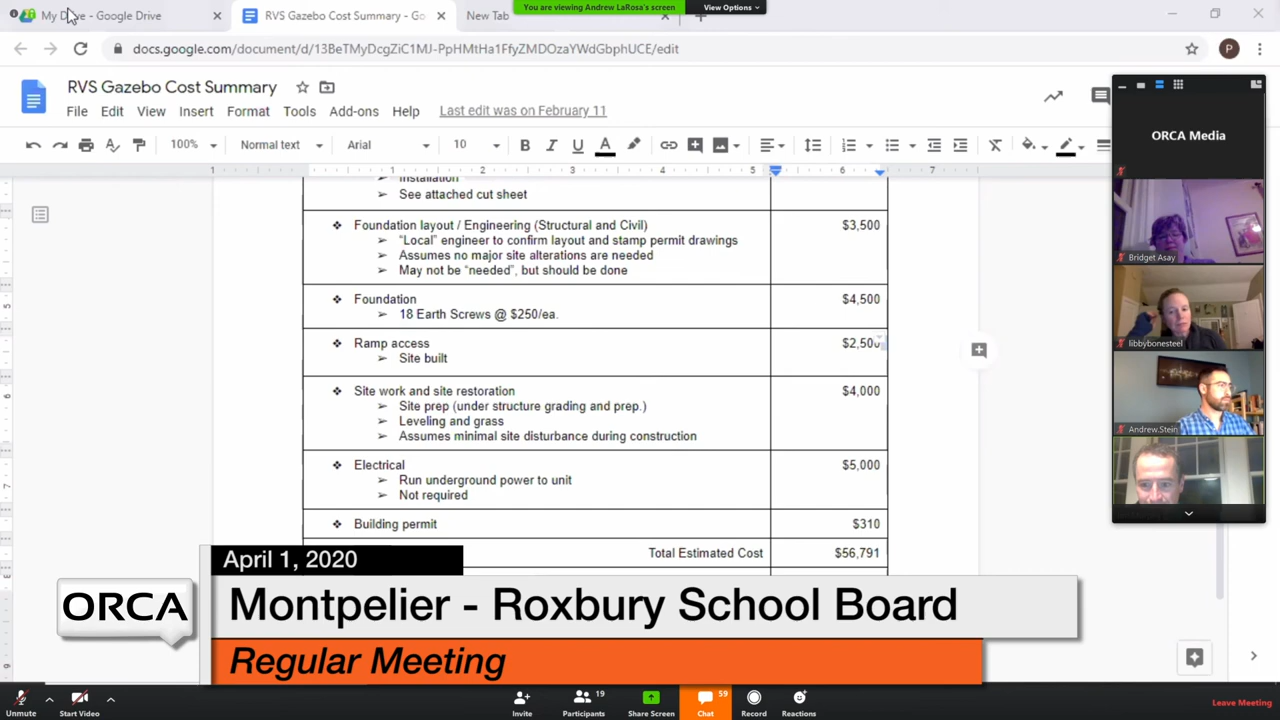 My Drive - Google Drive
RVS Gazebo Cost Summary - Go
New Tab
You are viewing Andrew LaRosa's screen
View Options
docs.google.com/document/d/13BeTMyDcgZiC1MJ-PpHMtHa1FfyZMDOzaYWdGbphUCE/edit
P
RVS Gazebo Cost Summary
File Edit View Insert Format Tools Add-ons Help Last edit was on February 11
100% Normal text Arial 10 B I U A
1 1 2 3 4 5 6 7
Installation
See attached cut sheet
Foundation layout / Engineering (Structural and Civil) $3,500
"Local" engineer to confirm layout and stamp permit drawings
Assumes no major site alterations are needed
May not be "needed", but should be done
Foundation $4,500
18 Earth Screws @ $250/ea.
Ramp access $2,500
Site built
Site work and site restoration $4,000
Site prep (under structure grading and prep.)
Leveling and grass
Assumes minimal site disturbance during construction
Electrical $5,000
Run underground power to unit
Not required
Building permit $310
Total Estimated Cost $56,791
ORCA Media
Bridget Asay
libbybonesteel
Andrew.Stein
April 1, 2020
ORCA
Montpelier - Roxbury School Board
Regular Meeting
Unmute Start Video Invite Participants 19 Share Screen Chat 59 Record Reactions Leave Meeting